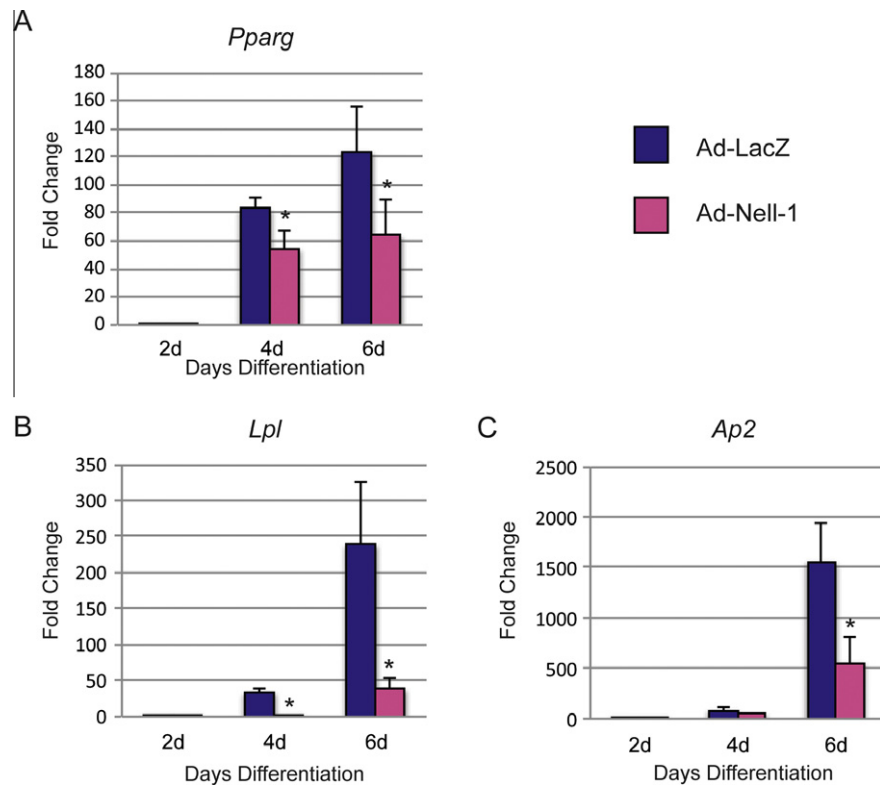 A
Pparg
Fold Change
180
160
140
120
100
80
60
40
20
0
*
*
2d 4d 6d
Days Differentiation
Ad-LacZ
Ad-Nell-1
B
Lpl
Fold Change
350
300
250
200
150
100
50
0
*
*
2d 4d 6d
Days Differentiation
C
Ap2
Fold Change
2500
2000
1500
1000
500
0
*
2d 4d 6d
Days Differentiation